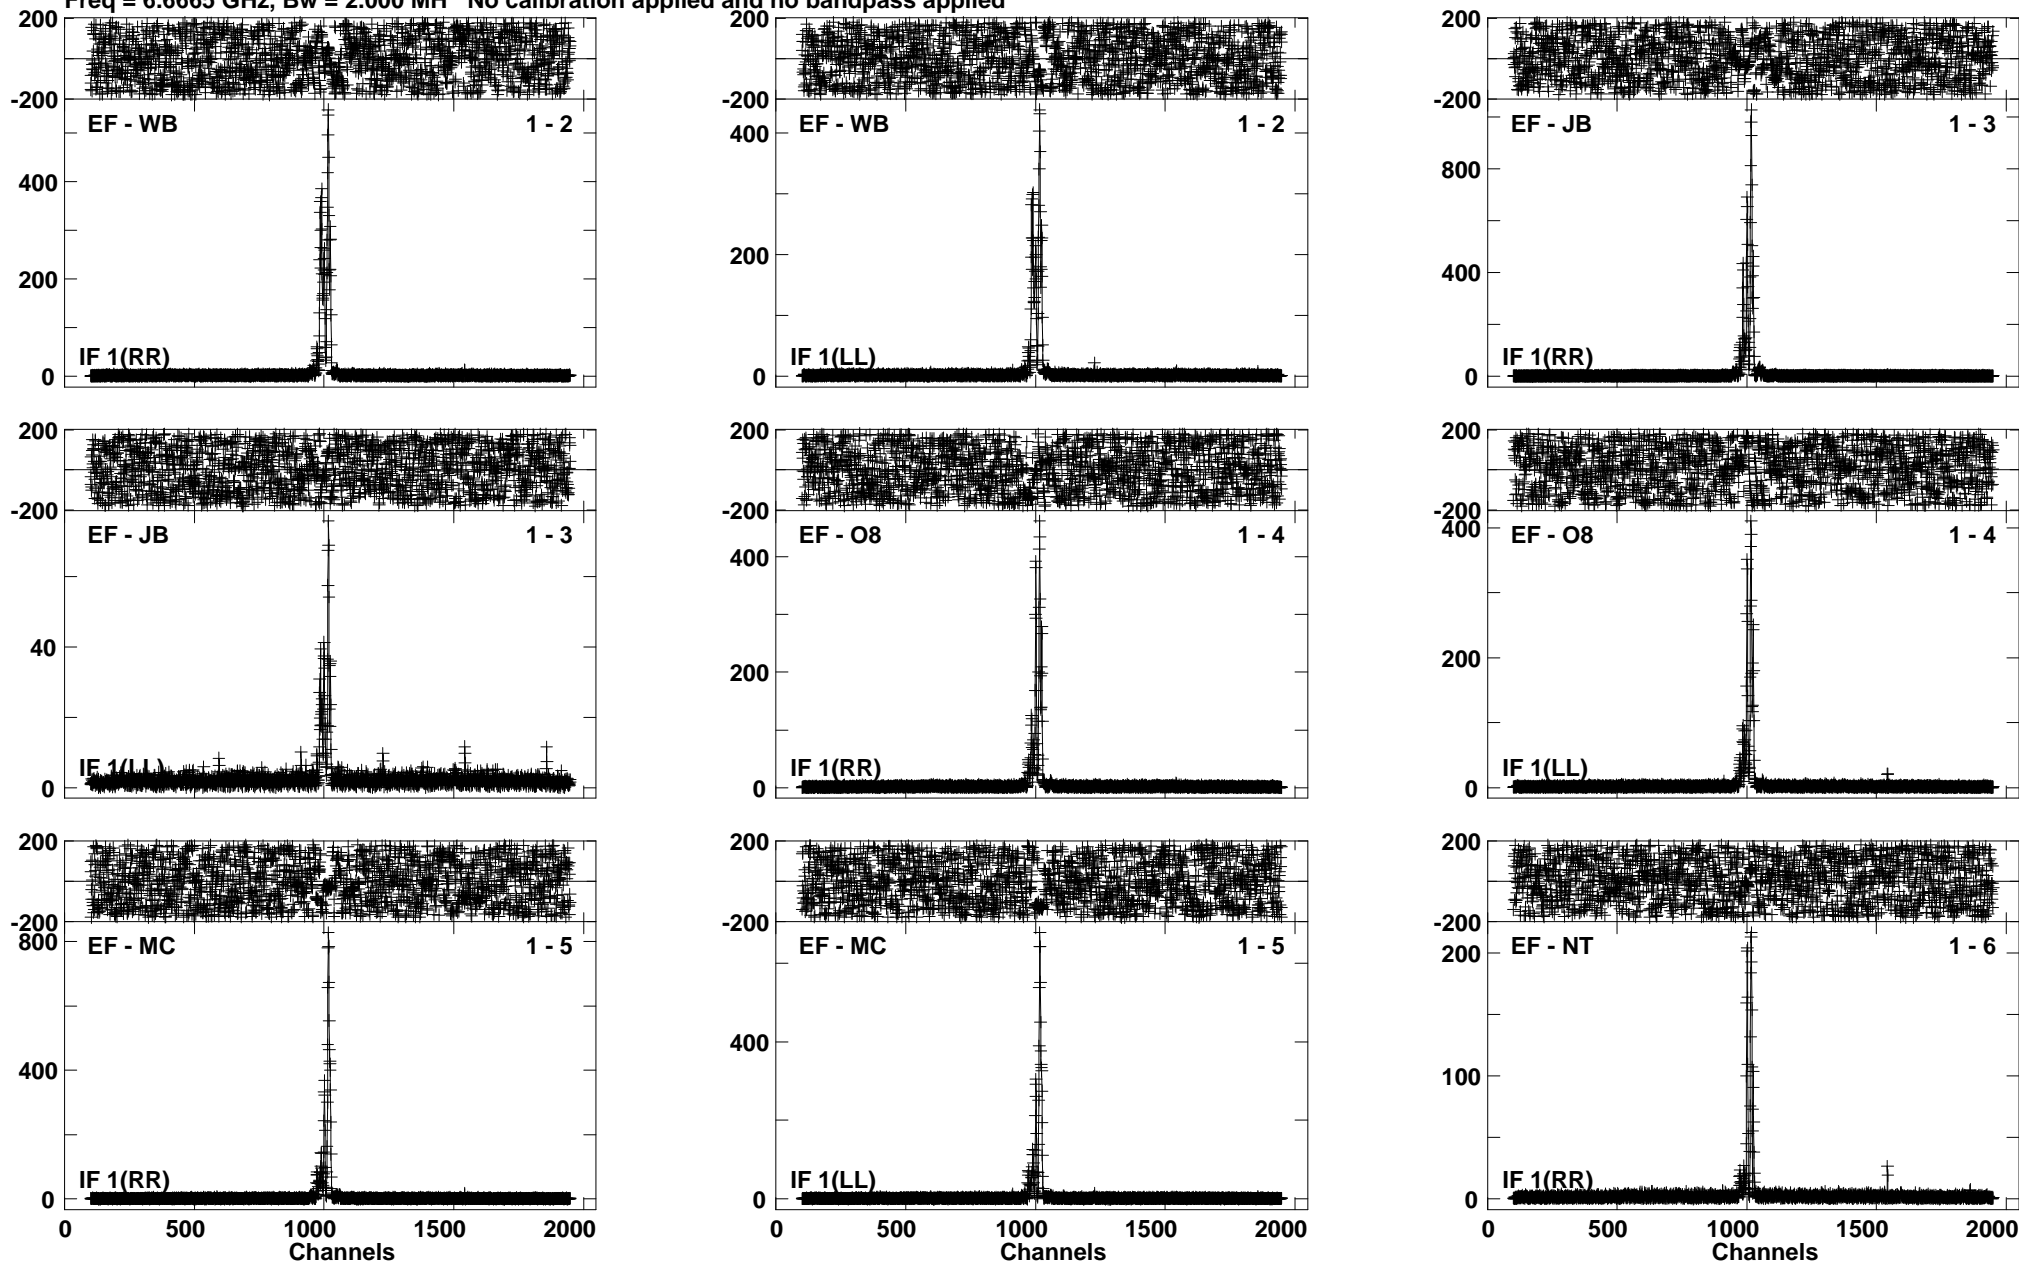 Freq = 6.6665 GHz, Bw = 2.000 MH No calibration applied and no bandpass applied
200
-200
EF - WB 1 - 2
400
200
IF 1(RR)
0
200
-200
EF - WB 1 - 2
400
200
IF 1(LL)
0
200
-200
EF - JB 1 - 3
800
400
IF 1(RR)
0
200
-200
EF - JB 1 - 3
40
IF 1(LL)
0
200
-200
EF - O8 1 - 4
400
200
IF 1(RR)
0
200
-200
400
EF - O8 1 - 4
200
IF 1(LL)
0
200
-200
800
EF - MC 1 - 5
400
IF 1(RR)
0
0 500 1000 1500 2000
Channels
200
-200
EF - MC 1 - 5
400
IF 1(LL)
0
0 500 1000 1500 2000
Channels
200
-200
EF - NT 1 - 6
200
100
IF 1(RR)
0
0 500 1000 1500 2000
Channels